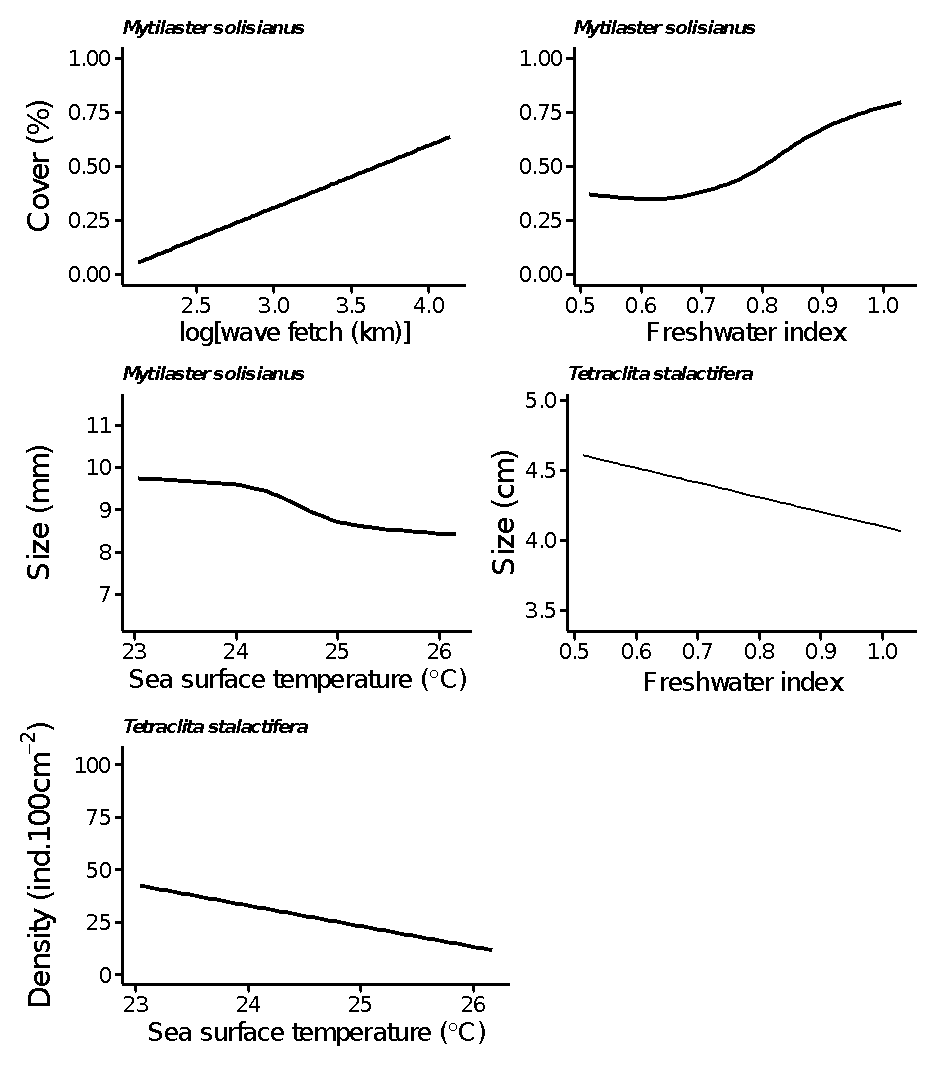 Mytilaster solisianus
Cover (%)
1.00
0.75
0.50
0.25
0.00
2.5 3.0 3.5 4.0
log[wave fetch (km)]
Mytilaster solisianus
1.00
0.75
0.50
0.25
0.00
0.5 0.6 0.7 0.8 0.9 1.0
Freshwater index
Mytilaster solisianus
Size (mm)
11
10
9
8
7
23 24 25 26
Sea surface temperature (°C)
Tetraclita stalactifera
Size (cm)
5.0
4.5
4.0
3.5
0.5 0.6 0.7 0.8 0.9 1.0
Freshwater index
Tetraclita stalactifera
Density (ind.100cm⁻²)
100
75
50
25
0
23 24 25 26
Sea surface temperature (°C)